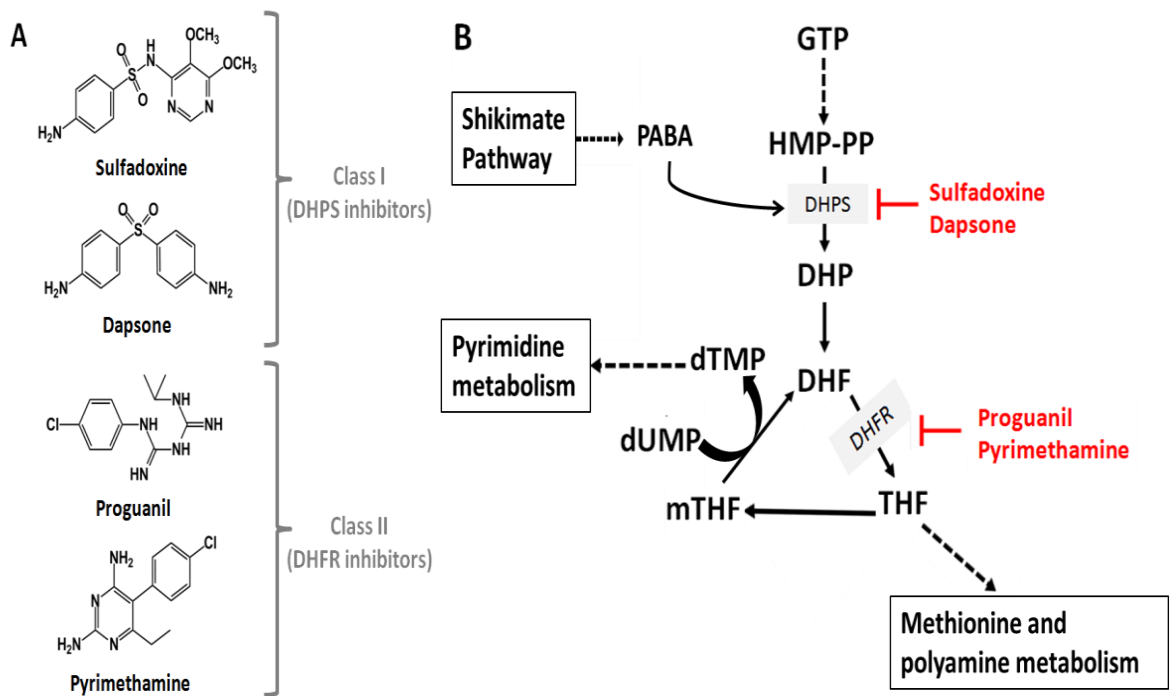 A
O
O
S
H
N
OCH₃
OCH₃
N
N
H₂N
Sulfadoxine
O
O
S
H₂N
NH₂
Dapsone
Class I
(DHPS inhibitors)
Cl
NH
NH
NH
NH
HN
Proguanil
NH₂
Cl
N
H₂N
N
Pyrimethamine
Class II
(DHFR inhibitors)
B
GTP
Shikimate
Pathway
PABA
HMP-PP
DHPS
Sulfadoxine
Dapsone
DHP
Pyrimidine
metabolism
dTMP
DHF
dUMP
DHFR
Proguanil
Pyrimethamine
mTHF
THF
Methionine and
polyamine metabolism